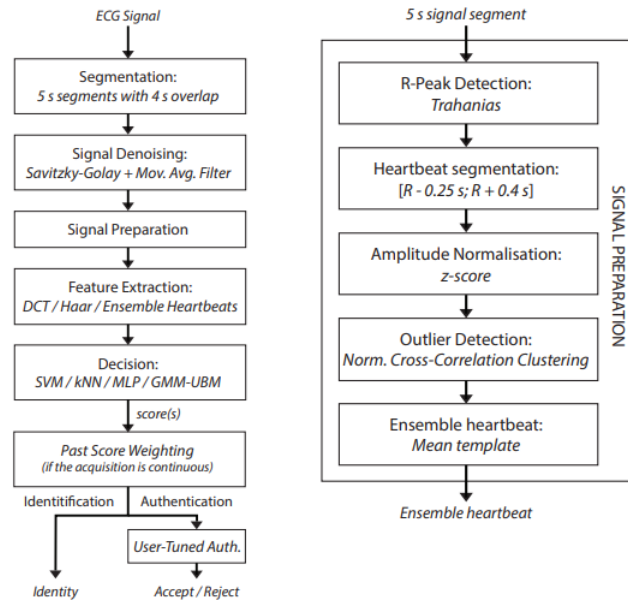 ECG Signal
Segmentation:
5 s segments with 4 s overlap
Signal Denoising:
Savitzky-Golay + Mov. Avg. Filter
Signal Preparation
Feature Extraction:
DCT / Haar / Ensemble Heartbeats
Decision:
SVM / kNN / MLP / GMM-UBM
score(s)
Past Score Weighting
(if the acquisition is continuous)
Identitification
Authentication
User-Tuned Auth.
Identity
Accept / Reject
5 s signal segment
R-Peak Detection:
Trahanias
Heartbeat segmentation:
[R - 0.25 s; R + 0.4 s]
Amplitude Normalisation:
z-score
Outlier Detection:
Norm. Cross-Correlation Clustering
Ensemble heartbeat:
Mean template
Ensemble heartbeat
SIGNAL PREPARATION